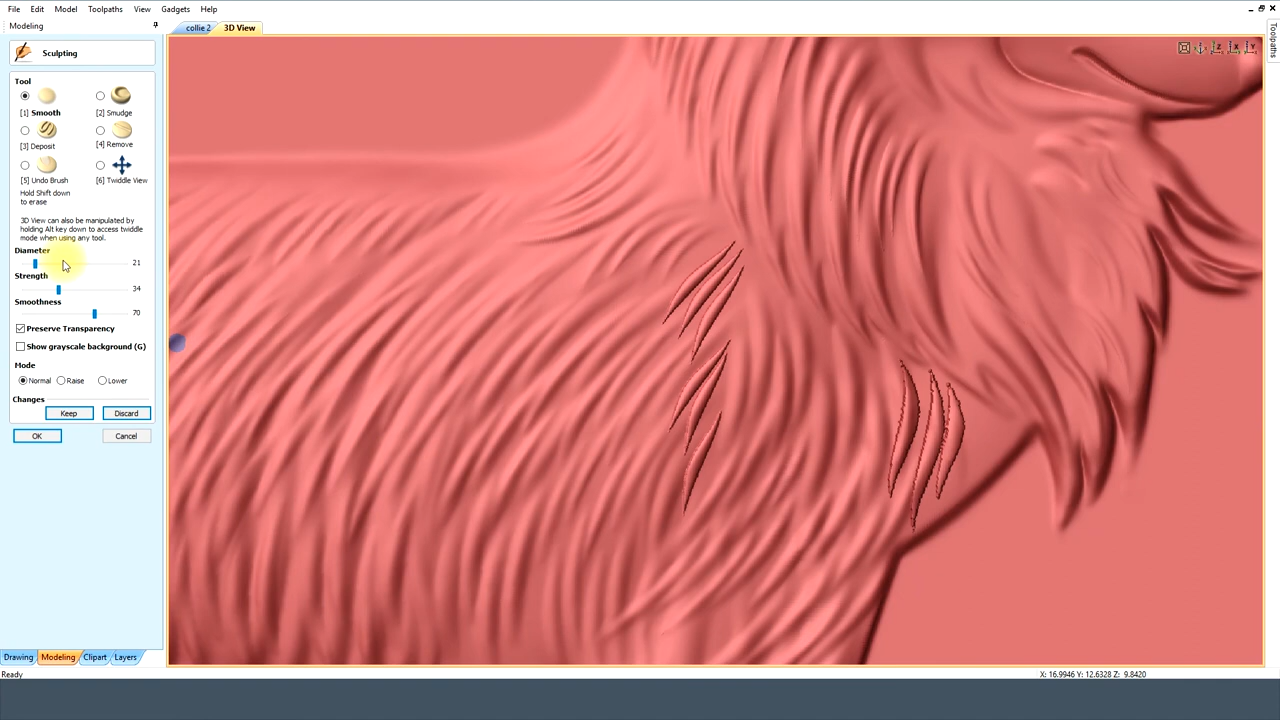 File Edit Model Toolpaths View Gadgets Help
Modeling
collie 2 3D View
Toolpaths
Sculpting
Tool
[1] Smooth [2] Smudge
[3] Deposit [4] Remove
[5] Undo Brush [6] Twiddle View
Hold Shift down
to erase
3D View can also be manipulated by
holding Alt key down to access twiddle
mode when using any tool.
Diameter
21
Strength
34
Smoothness
70
Preserve Transparency
Show grayscale background (G)
Mode
Normal Raise Lower
Changes
Keep Discard
OK Cancel
Drawing Modeling Clipart Layers
Ready X: 16.9946 Y: 12.6328 Z: 9.8420